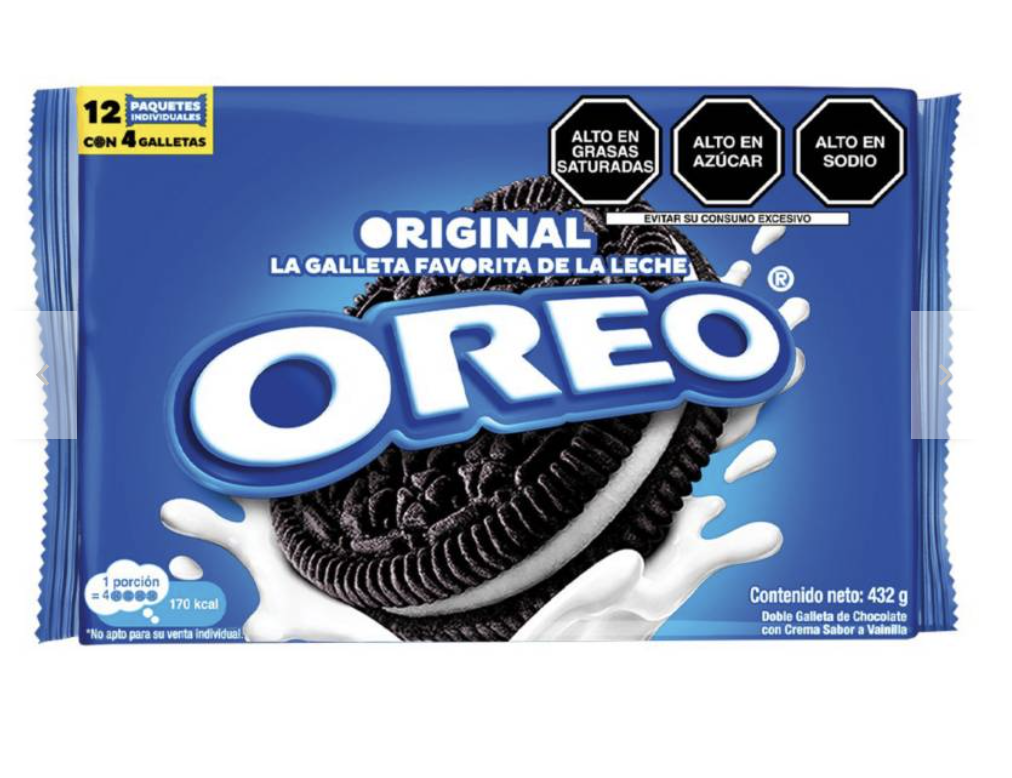 12 PAQUETES
INDIVIDUALES
CON 4 GALLETAS
ALTO EN
GRASAS
SATURADAS
ALTO EN
AZÚCAR
ALTO EN
SODIO
EVITAR SU CONSUMO EXCESIVO
ORIGINAL
LA GALLETA FAVORITA DE LA LECHE
OREO®
1 porción
= 4
170 kcal
*No apto para su venta individual.
Contenido neto: 432 g
Doble Galleta de Chocolate
con Crema Sabor a Vainilla